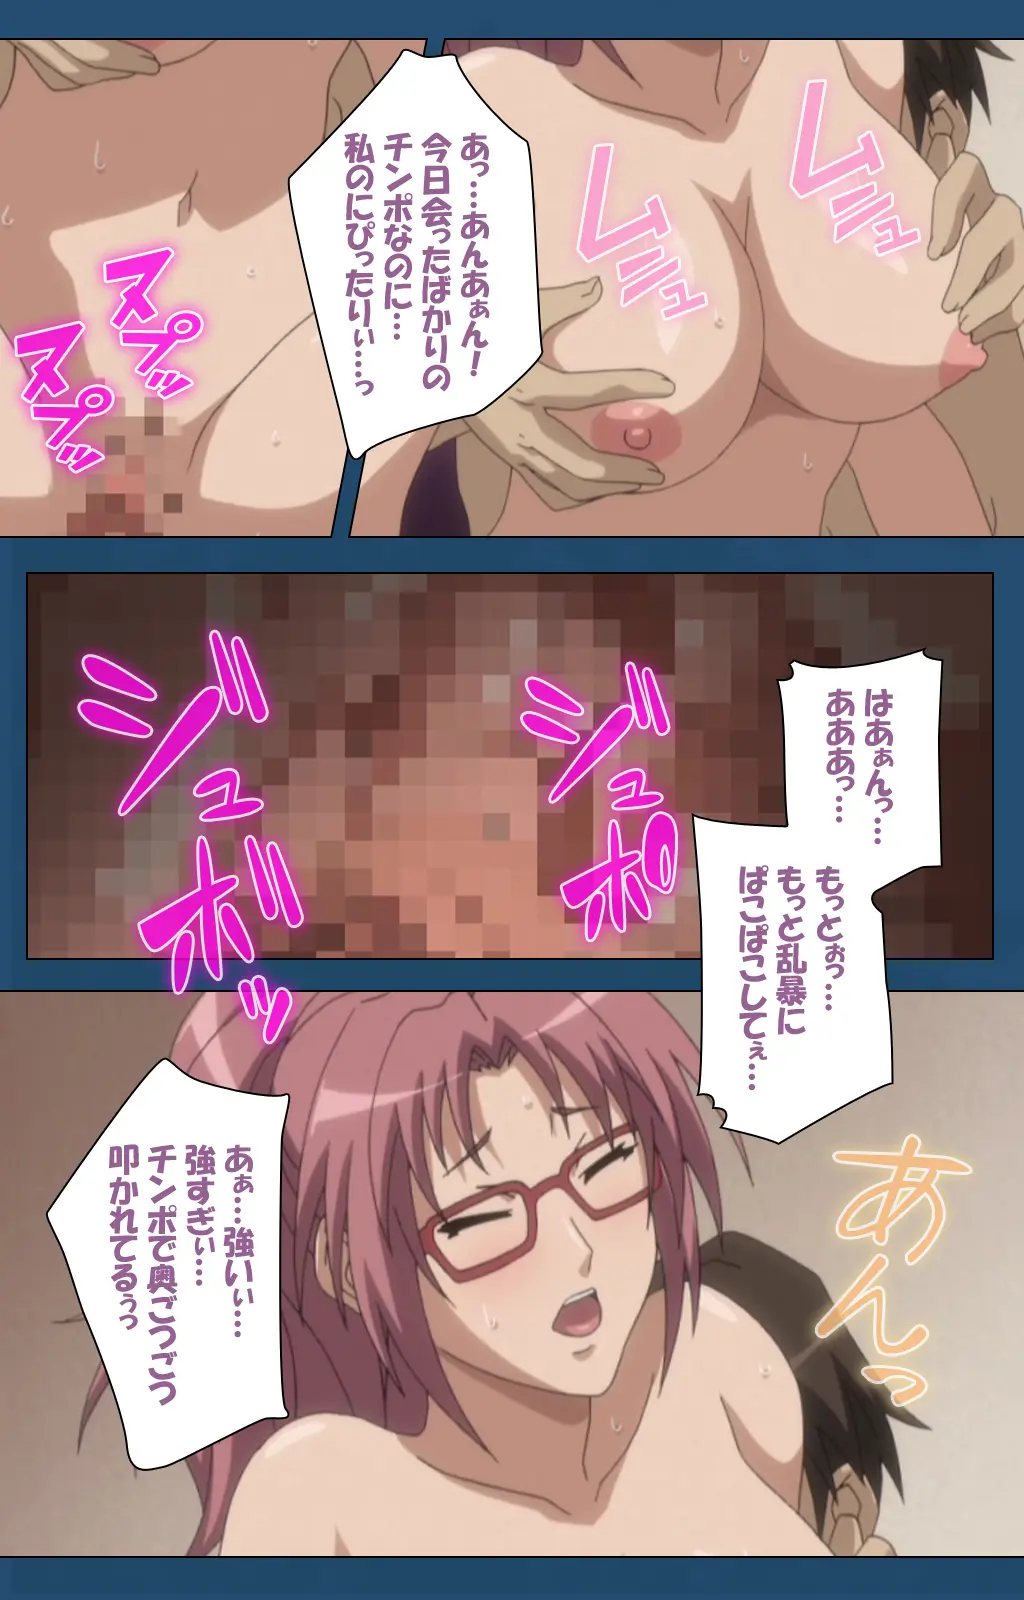 あっ…あんあぁん！
今日会ったばかりの
チンポなのに…
私のにぴったりぃ…っ
ムニュ
ムニュ
ヌプッ
ヌプッ
はあぁんっ…
あああっ…
もっとぉっ…
もっと乱暴に
ぱこぱこしてぇ…
ジュポ
ジュボッ
あんっ
あぁ…強いぃ…
強すぎぃ…
チンポで奥ごつごつ
叩かれてるぅっ